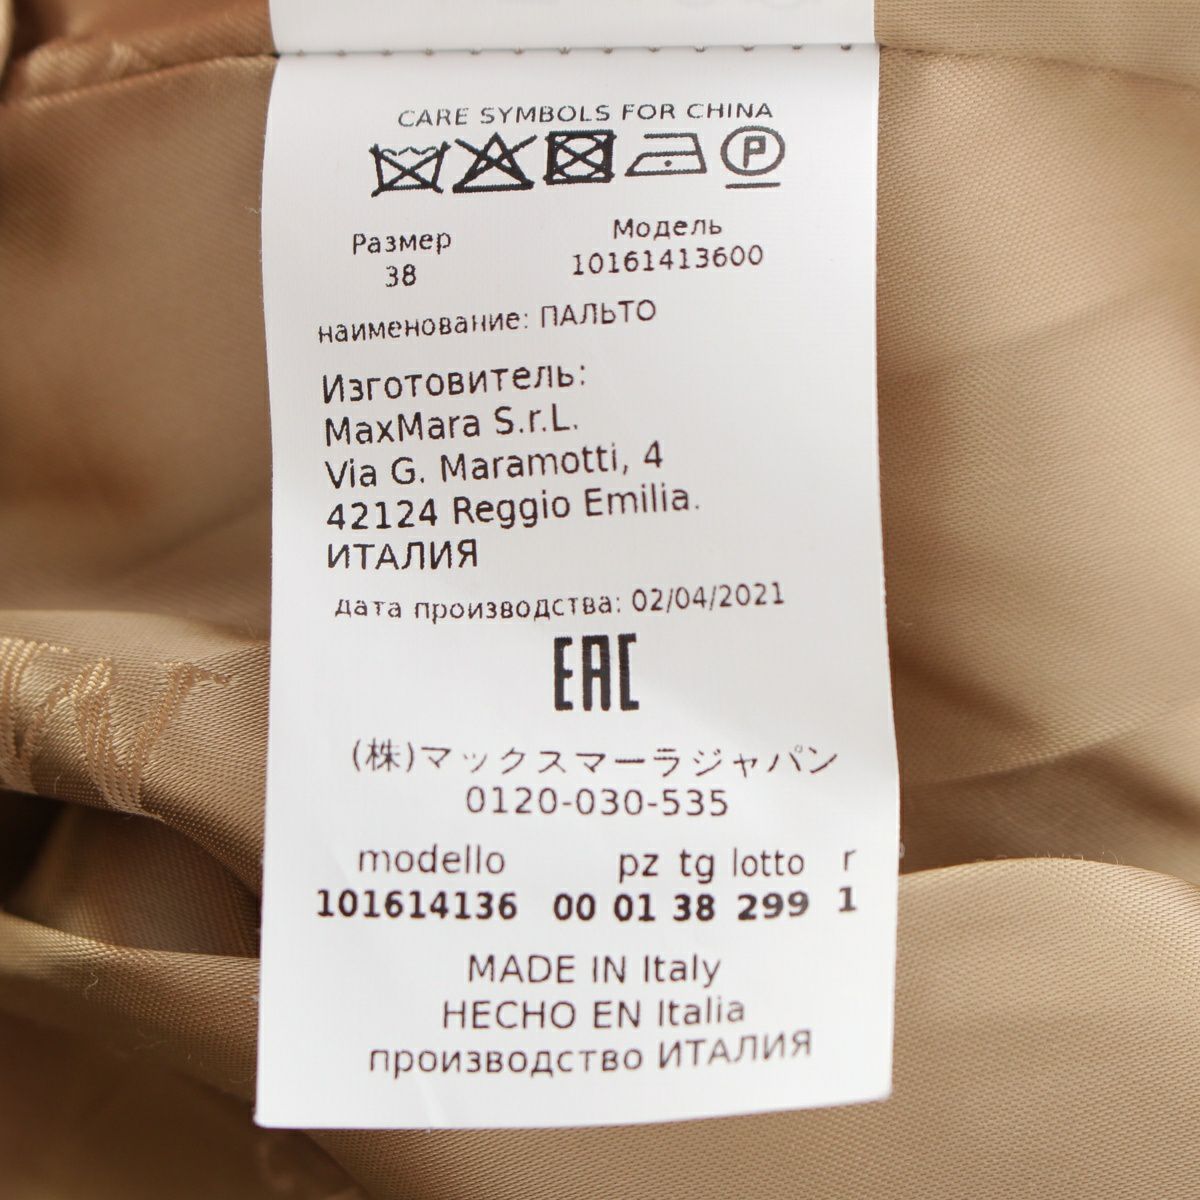 CARE SYMBOLS FOR CHINA
P
Размер Модель
38 10161413600
наименование: ПАЛЬТО
Изготовитель:
MaxMara S.r.L.
Via G. Maramotti, 4
42124 Reggio Emilia.
ИТАЛИЯ
дата производства: 02/04/2021
EAC
(株)マックスマーラジャパン
0120-030-535
modello pz tg lotto r
101614136 00 01 38 299 1
MADE IN Italy
HECHO EN Italia
производство ИТАЛИЯ